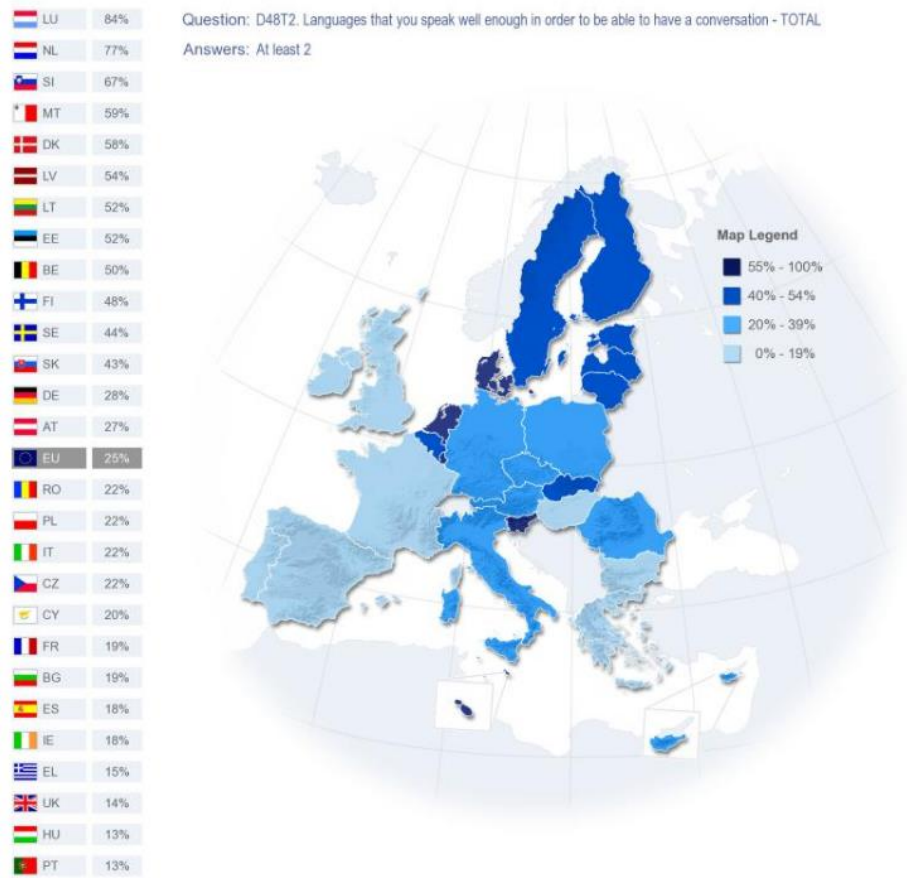 Question: D48T2. Languages that you speak well enough in order to be able to have a conversation - TOTAL
Answers: At least 2
LU 84%
NL 77%
SI 67%
MT 59%
DK 58%
LV 54%
LT 52%
EE 52%
BE 50%
FI 48%
SE 44%
SK 43%
DE 28%
AT 27%
EU 25%
RO 22%
PL 22%
IT 22%
CZ 22%
CY 20%
FR 19%
BG 19%
ES 18%
IE 18%
EL 15%
UK 14%
HU 13%
PT 13%
Map Legend
55% - 100%
40% - 54%
20% - 39%
0% - 19%